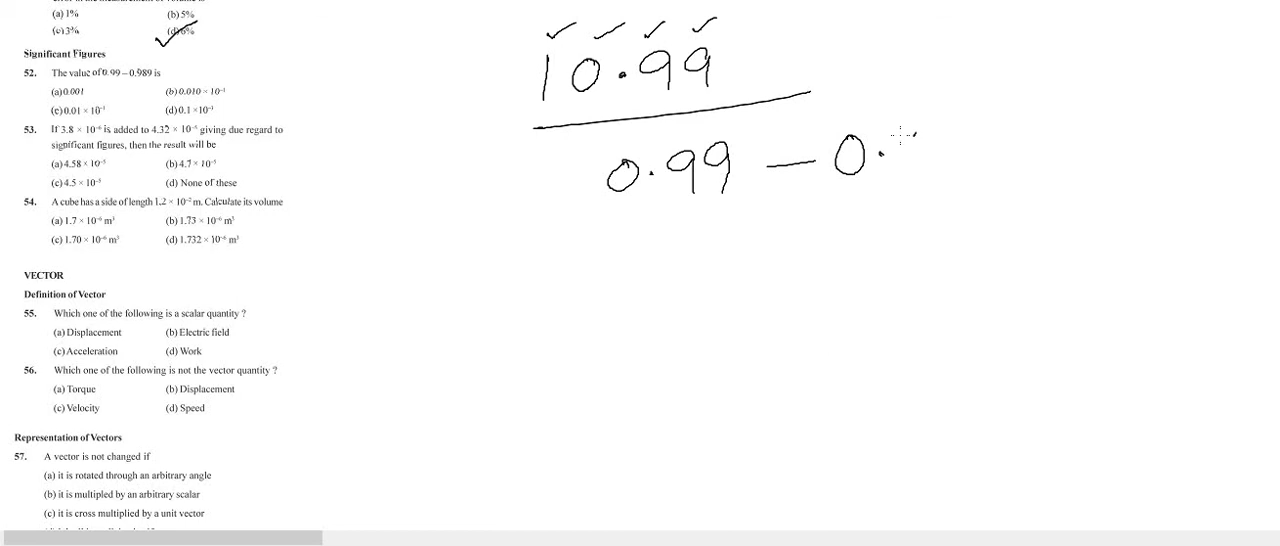 (a) 1% (b) 5%
(c) 3% (d) 6%
Significant Figures
52. The value of 0.99 – 0.989 is
(a) 0.001 (b) 0.010 × 10⁻¹
(c) 0.01 × 10⁻¹ (d) 0.1 × 10⁻¹
53. If 3.8 × 10⁻⁶ is added to 4.32 × 10⁻⁵ giving due regard to
significant figures, then the result will be
(a) 4.58 × 10⁻⁵ (b) 4.7 × 10⁻⁵
(c) 4.5 × 10⁻⁵ (d) None of these
54. A cube has a side of length 1.2 × 10⁻² m. Calculate its volume
(a) 1.7 × 10⁻⁶ m³ (b) 1.73 × 10⁻⁶ m³
(c) 1.70 × 10⁻⁶ m³ (d) 1.732 × 10⁻⁶ m³
VECTOR
Definition of Vector
55. Which one of the following is a scalar quantity ?
(a) Displacement (b) Electric field
(c) Acceleration (d) Work
56. Which one of the following is not the vector quantity ?
(a) Torque (b) Displacement
(c) Velocity (d) Speed
Representation of Vectors
57. A vector is not changed if
(a) it is rotated through an arbitrary angle
(b) it is multipled by an arbitrary scalar
(c) it is cross multiplied by a unit vector
10.99
0.99 – 0.